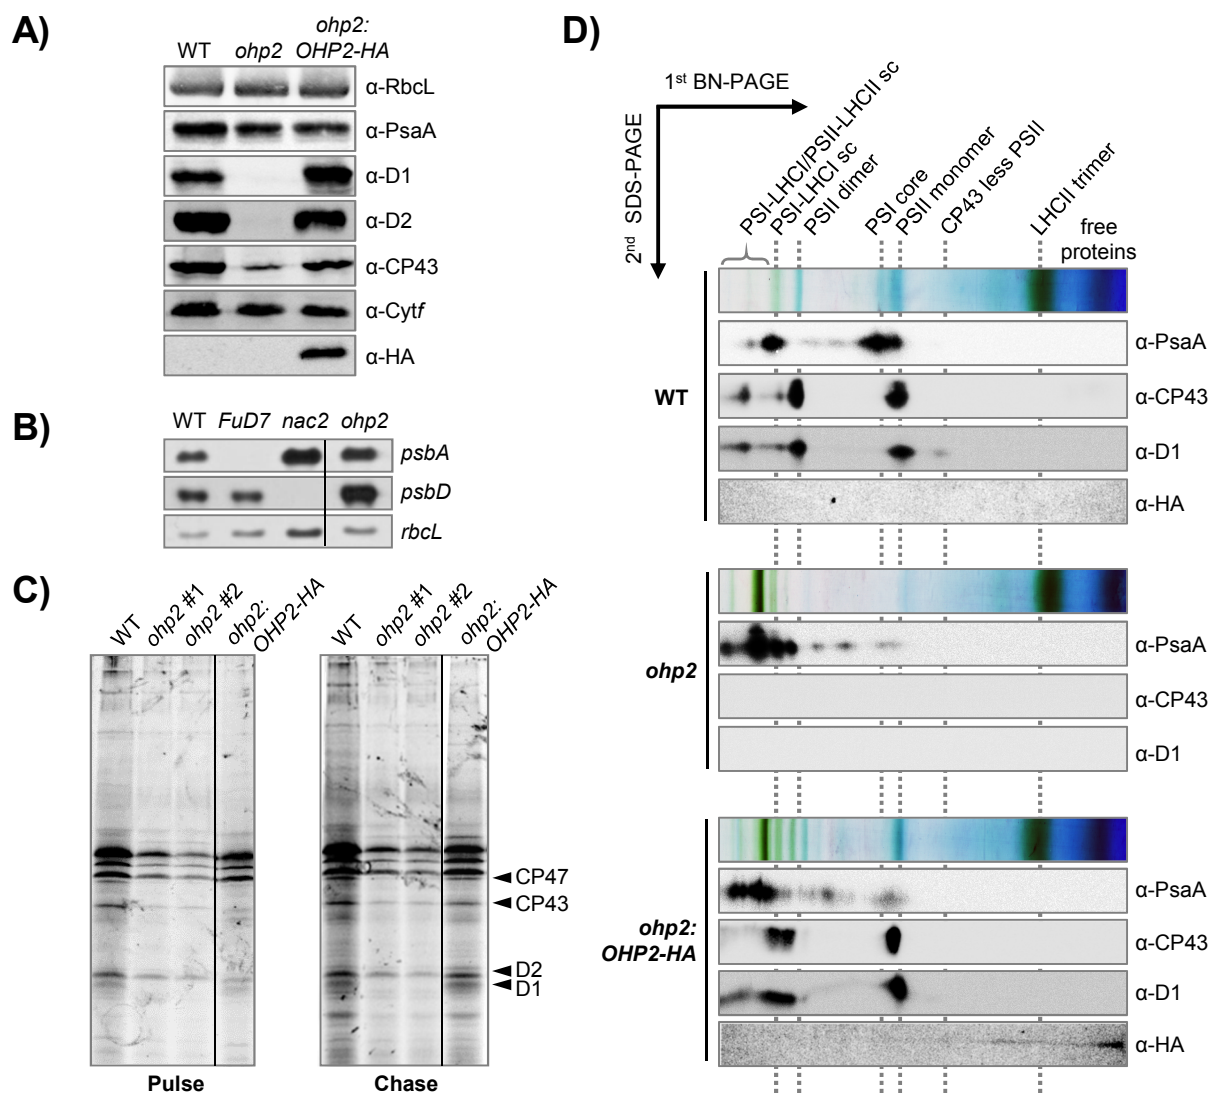 A)
WT ohp2 ohp2:
OHP2-HA
α-RbcL
α-PsaA
α-D1
α-D2
α-CP43
α-Cytf
α-HA
B)
WT FuD7 nac2 ohp2
psbA
psbD
rbcL
C)
WT ohp2 #1 ohp2 #2 ohp2:
OHP2-HA
WT ohp2 #1 ohp2 #2 ohp2:
OHP2-HA
CP47
CP43
D2
D1
Pulse
Chase
D)
1st BN-PAGE
2nd SDS-PAGE
PSI-LHCI/PSII-LHCII sc
PSI-LHCI sc
PSII dimer
PSI core
PSII monomer
CP43 less PSII
LHCII trimer
free
proteins
WT
α-PsaA
α-CP43
α-D1
α-HA
ohp2
α-PsaA
α-CP43
α-D1
ohp2:
OHP2-HA
α-PsaA
α-CP43
α-D1
α-HA